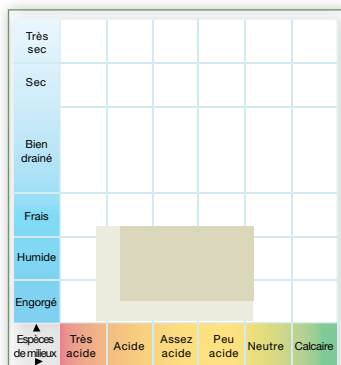 Très
sec
Sec
Bien
drainé
Frais
Humide
Engorgé
Espèces
de milieux
Très
acide
Acide
Assez
acide
Peu
acide
Neutre
Calcaire